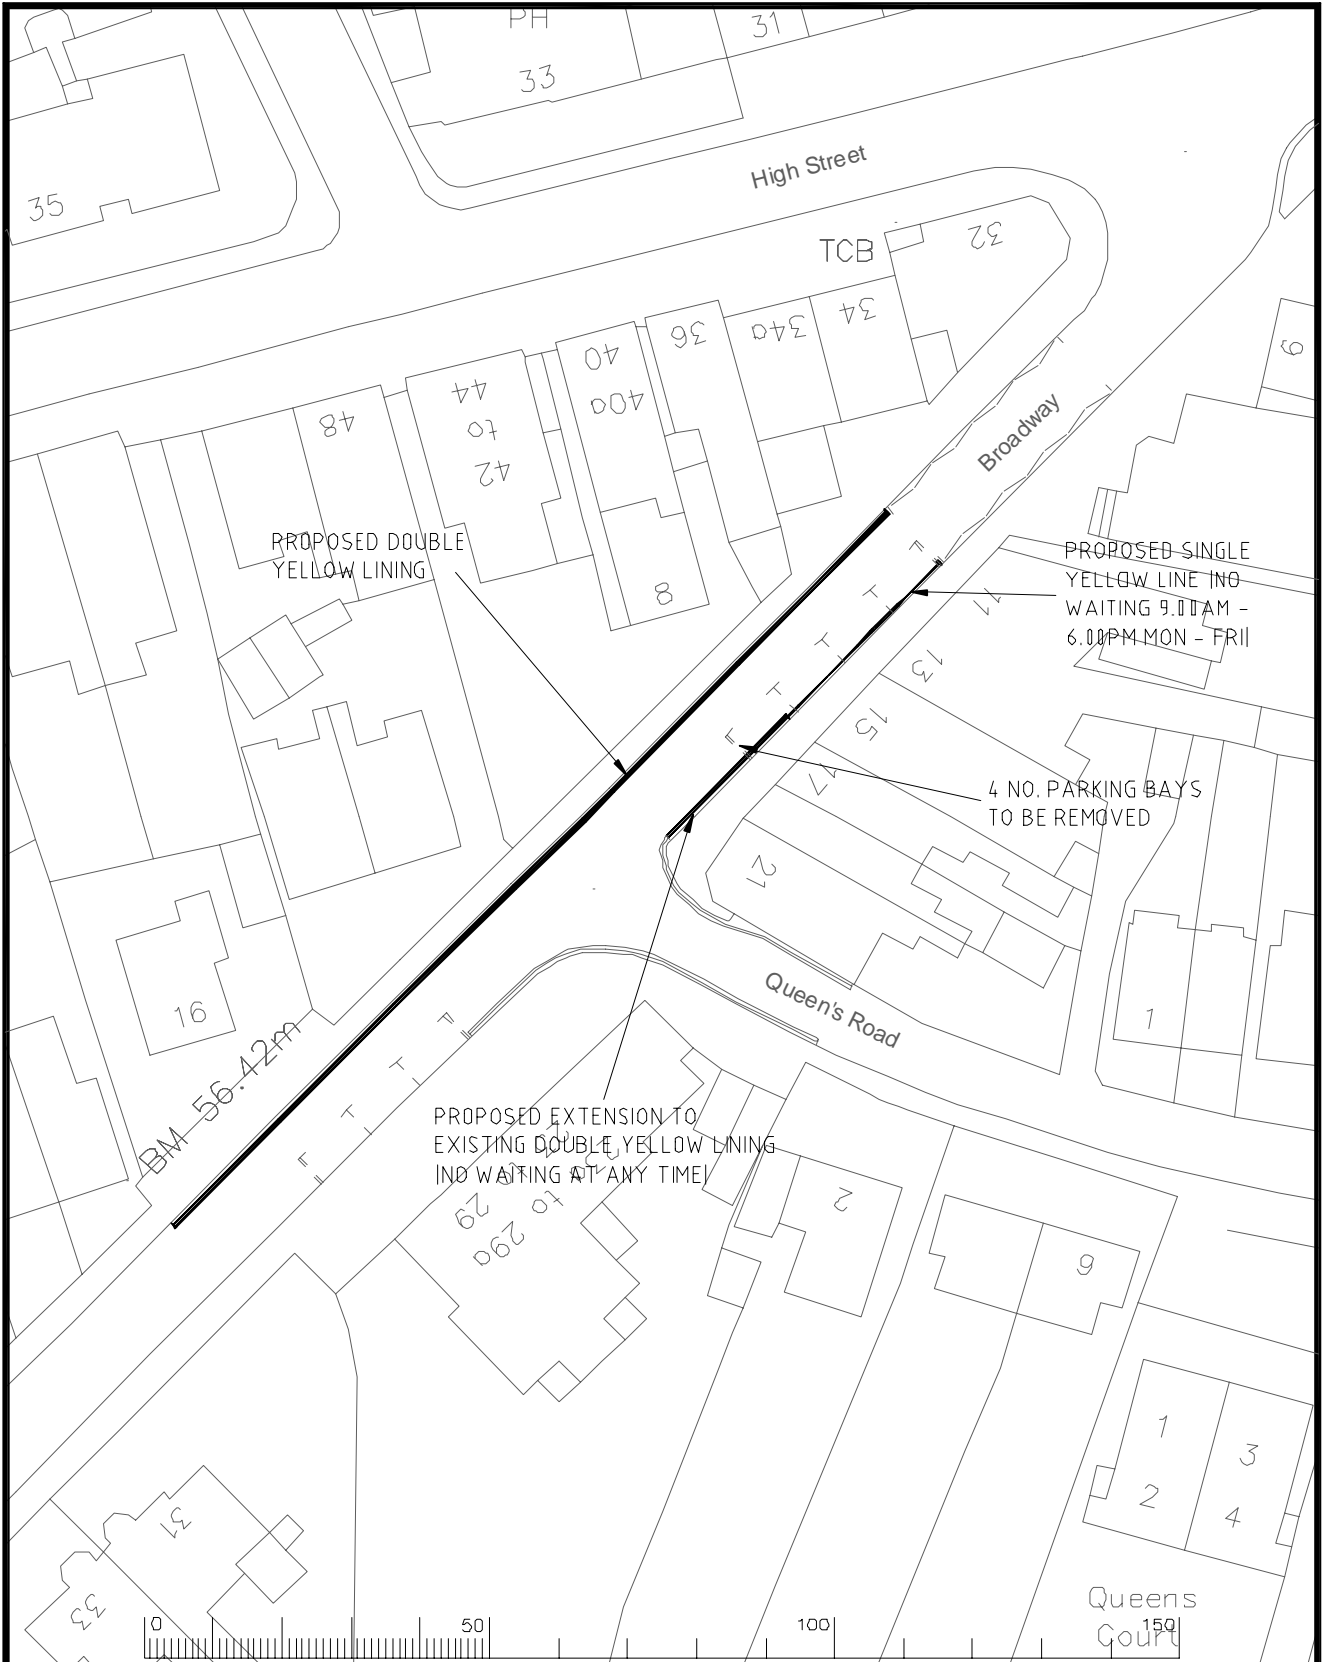 PH
31
33
35
High Street
TCB
32
34
34a
36
40
40a
44
to
42
48
8
9
Broadway
PROPOSED DOUBLE
YELLOW LINING
PROPOSED SINGLE
YELLOW LINE (NO
WAITING 9.00AM -
6.00PM MON - FRI)
11
13
15
17
4 NO. PARKING BAYS
TO BE REMOVED
21
16
Queen's Road
1
BM 56.42m
PROPOSED EXTENSION TO
EXISTING DOUBLE YELLOW LINING
(NO WAITING AT ANY TIME)
29
to
29a
2
9
1
2
3
4
31
33
Queens
Court
0 50 100 150